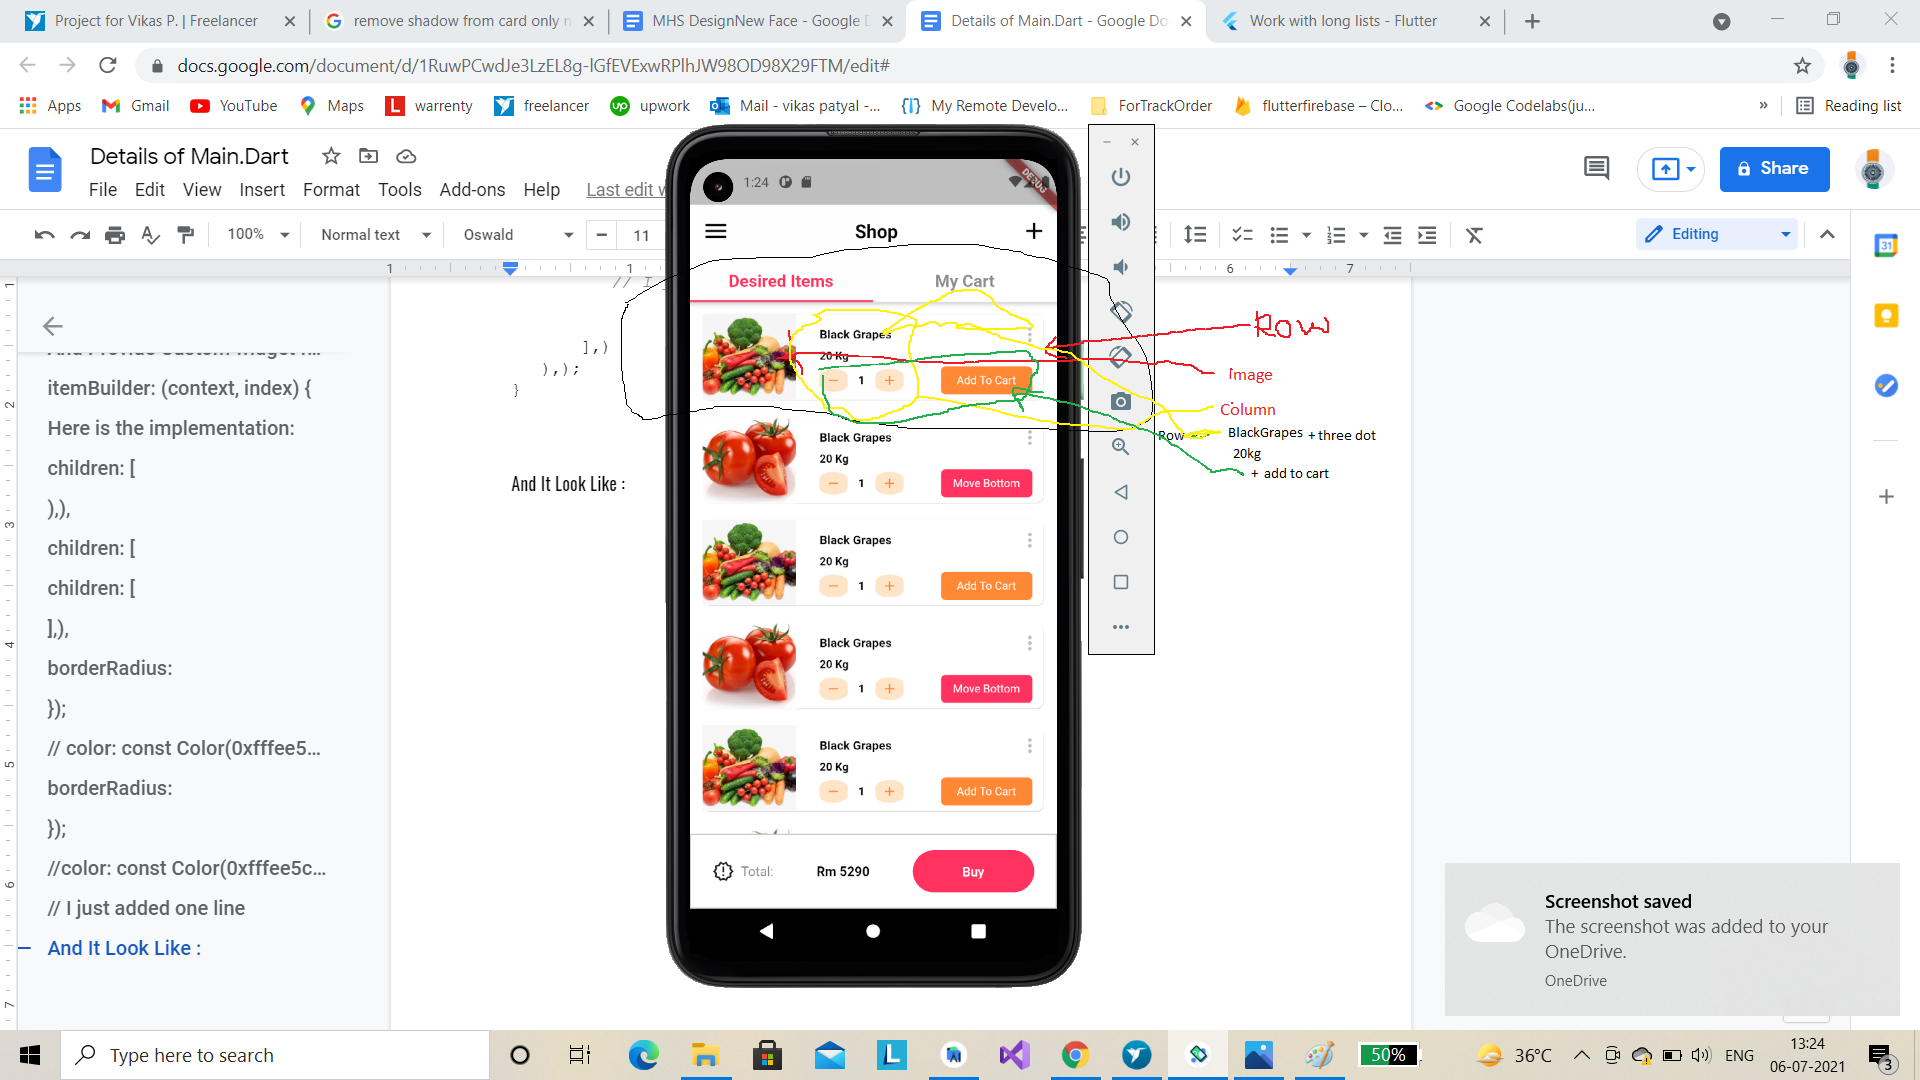 Project for Vikas P. | Freelancer
remove shadow from card only
MHS DesignNew Face - Google
Details of Main.Dart - Google Do
Work with long lists - Flutter
docs.google.com/document/d/1RuwPCwdJe3LzEL8g-lGfEVExwRPlhJW98OD98X29FTM/edit#
Apps
Gmail
YouTube
Maps
warrenty
freelancer
upwork
Mail - vikas patyal -...
My Remote Develo...
ForTrackOrder
flutterfirebase – Clo...
Google Codelabs(ju...
»
Reading list
Details of Main.Dart
File Edit View Insert Format Tools Add-ons Help Last edit
Share
100%
Normal text
Oswald
11
Editing
And Provide Custom Widget
itemBuilder: (context, index) {
Here is the implementation:
children: [
),),
children: [
children: [
],),
borderRadius:
});
// color: const Color(0xfffee5...
borderRadius:
});
//color: const Color(0xfffee5c...
// I just added one line
And It Look Like :
// I
],)
),);
}
And It Look Like :
1:24
DEBUG
Shop
Desired Items
My Cart
Black Grapes
20 Kg
1
Add To Cart
Black Grapes
20 Kg
1
Move Bottom
Black Grapes
20 Kg
1
Add To Cart
Black Grapes
20 Kg
1
Move Bottom
Black Grapes
20 Kg
1
Add To Cart
Total:
Rm 5290
Buy
ROW
Image
Column
Row
BlackGrapes + three dot
20kg
+ add to cart
Screenshot saved
The screenshot was added to your
OneDrive.
OneDrive
Type here to search
50%
36°C
ENG
13:24
06-07-2021
3